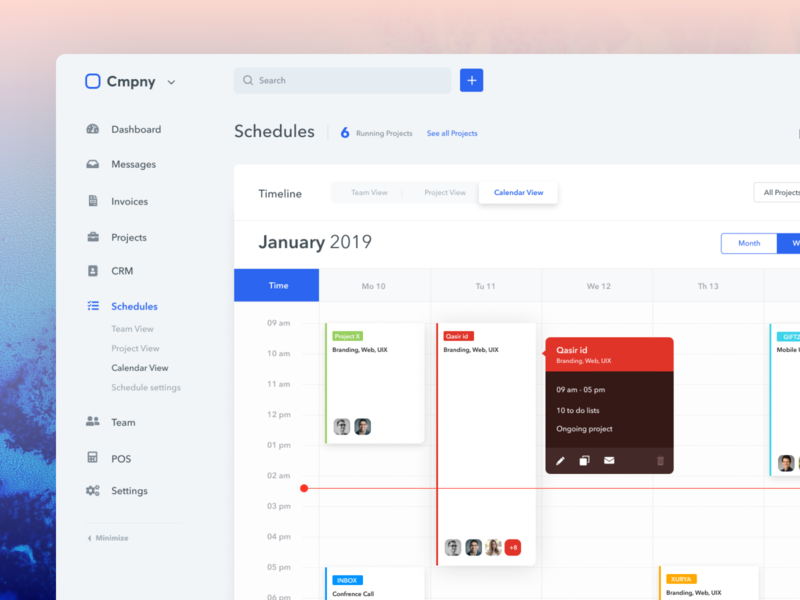 Cmpny
Search
+
Dashboard
Messages
Invoices
Projects
CRM
Schedules
Team View
Project View
Calendar View
Schedule settings
Team
POS
Settings
Minimise
Schedules
6 Running Projects See all Projects
Timeline
Team View Project View Calendar View
All Projects
January 2019
Month W
Time Mo 10 Tu 11 We 12 Th 13
09 am
10 am
11 am
12 pm
01 pm
02 am
03 pm
04 pm
05 pm
06 pm
Project X
Branding, Web, UIX
Qasir id
Branding, Web, UIX
+8
Qasir id
Branding, Web, UIX
09 am - 05 pm
10 to do lists
Ongoing project
Mobile
INBOX
Confrence Call
XURYA
Branding, Web, UIX